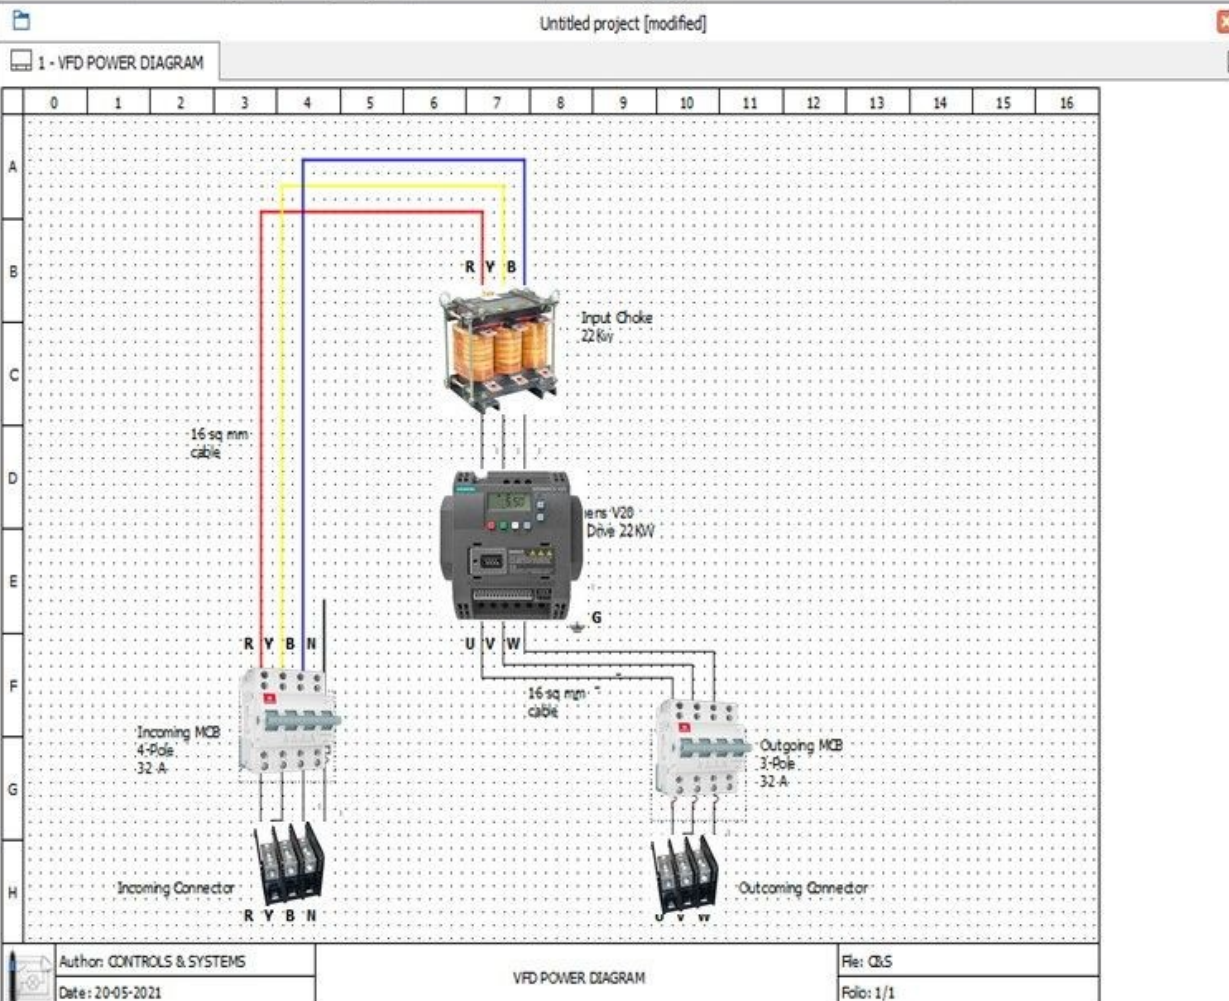 Untitled project [modified]
1 - VFD POWER DIAGRAM
0 1 2 3 4 5 6 7 8 9 10 11 12 13 14 15 16
A
B
C
D
E
F
G
H
R Y B
Input Choke
22Kw
16 sq mm
cable
SIEMENS
ens V20
Drive 22KW
G
R Y B N
U V W
16 sq mm
cable
Incoming MCB
4-Pole
32 A
Outgoing MCB
3-Pole
32 A
Incoming Connector
R Y B N
Outcoming Connector
U V W
Author: CONTROLS & SYSTEMS
Date: 20-05-2021
VFD POWER DIAGRAM
File: C&S
Folio: 1/1